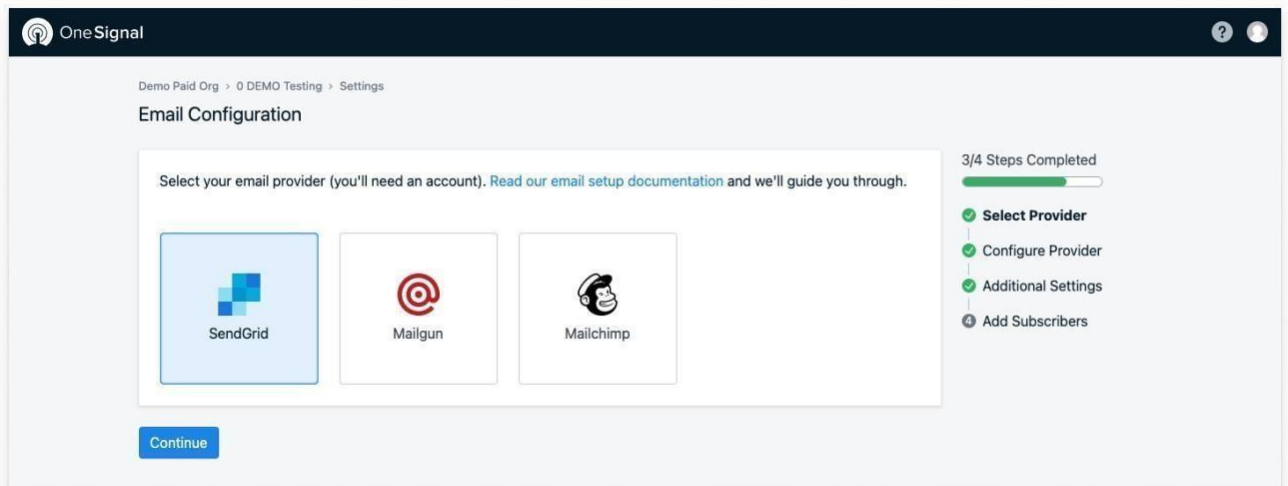 OneSignal
?
Demo Paid Org > 0 DEMO Testing > Settings
Email Configuration
Select your email provider (you'll need an account). Read our email setup documentation and we'll guide you through.
SendGrid
Mailgun
Mailchimp
Continue
3/4 Steps Completed
Select Provider
Configure Provider
Additional Settings
4 Add Subscribers